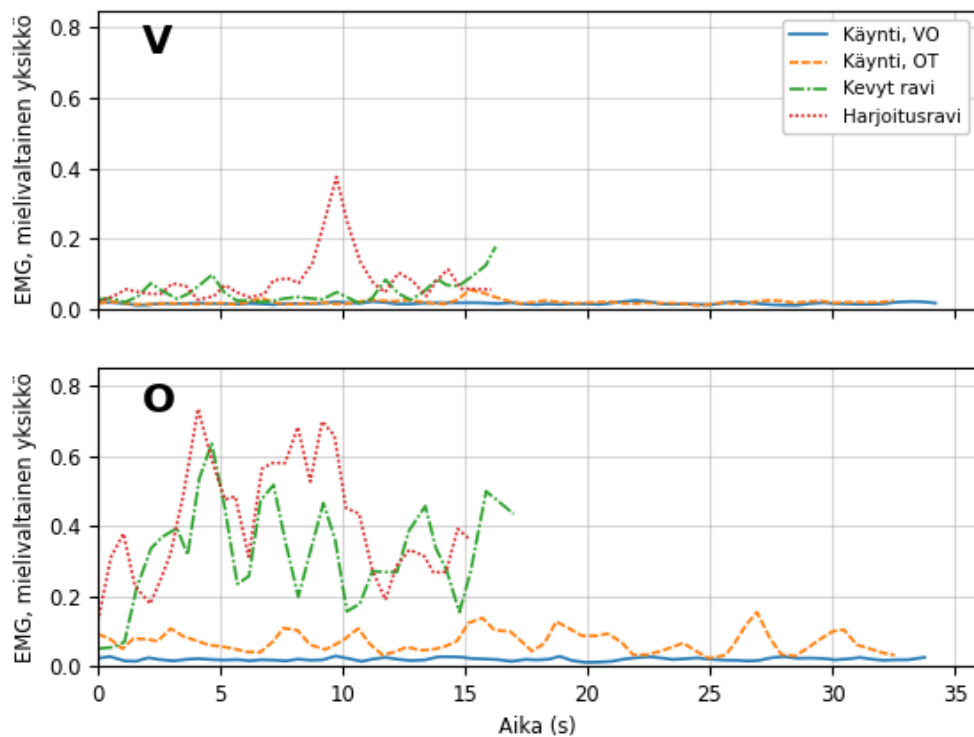 V
EMG, mielivaltainen yksikkö
0.8
0.6
0.4
0.2
0.0
Käynti, VO
Käynti, OT
Kevyt ravi
Harjoitusravi
O
EMG, mielivaltainen yksikkö
0.8
0.6
0.4
0.2
0.0
0 5 10 15 20 25 30 35
Aika (s)